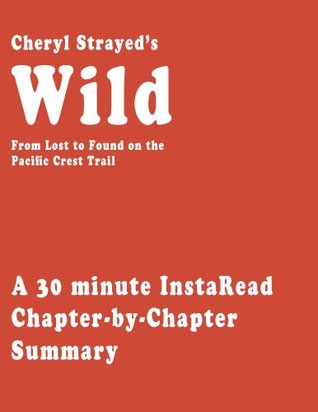 Cheryl Strayed's
Wild
From Lost to Found on the
Pacific Crest Trail
A 30 minute InstaRead
Chapter-by-Chapter
Summary